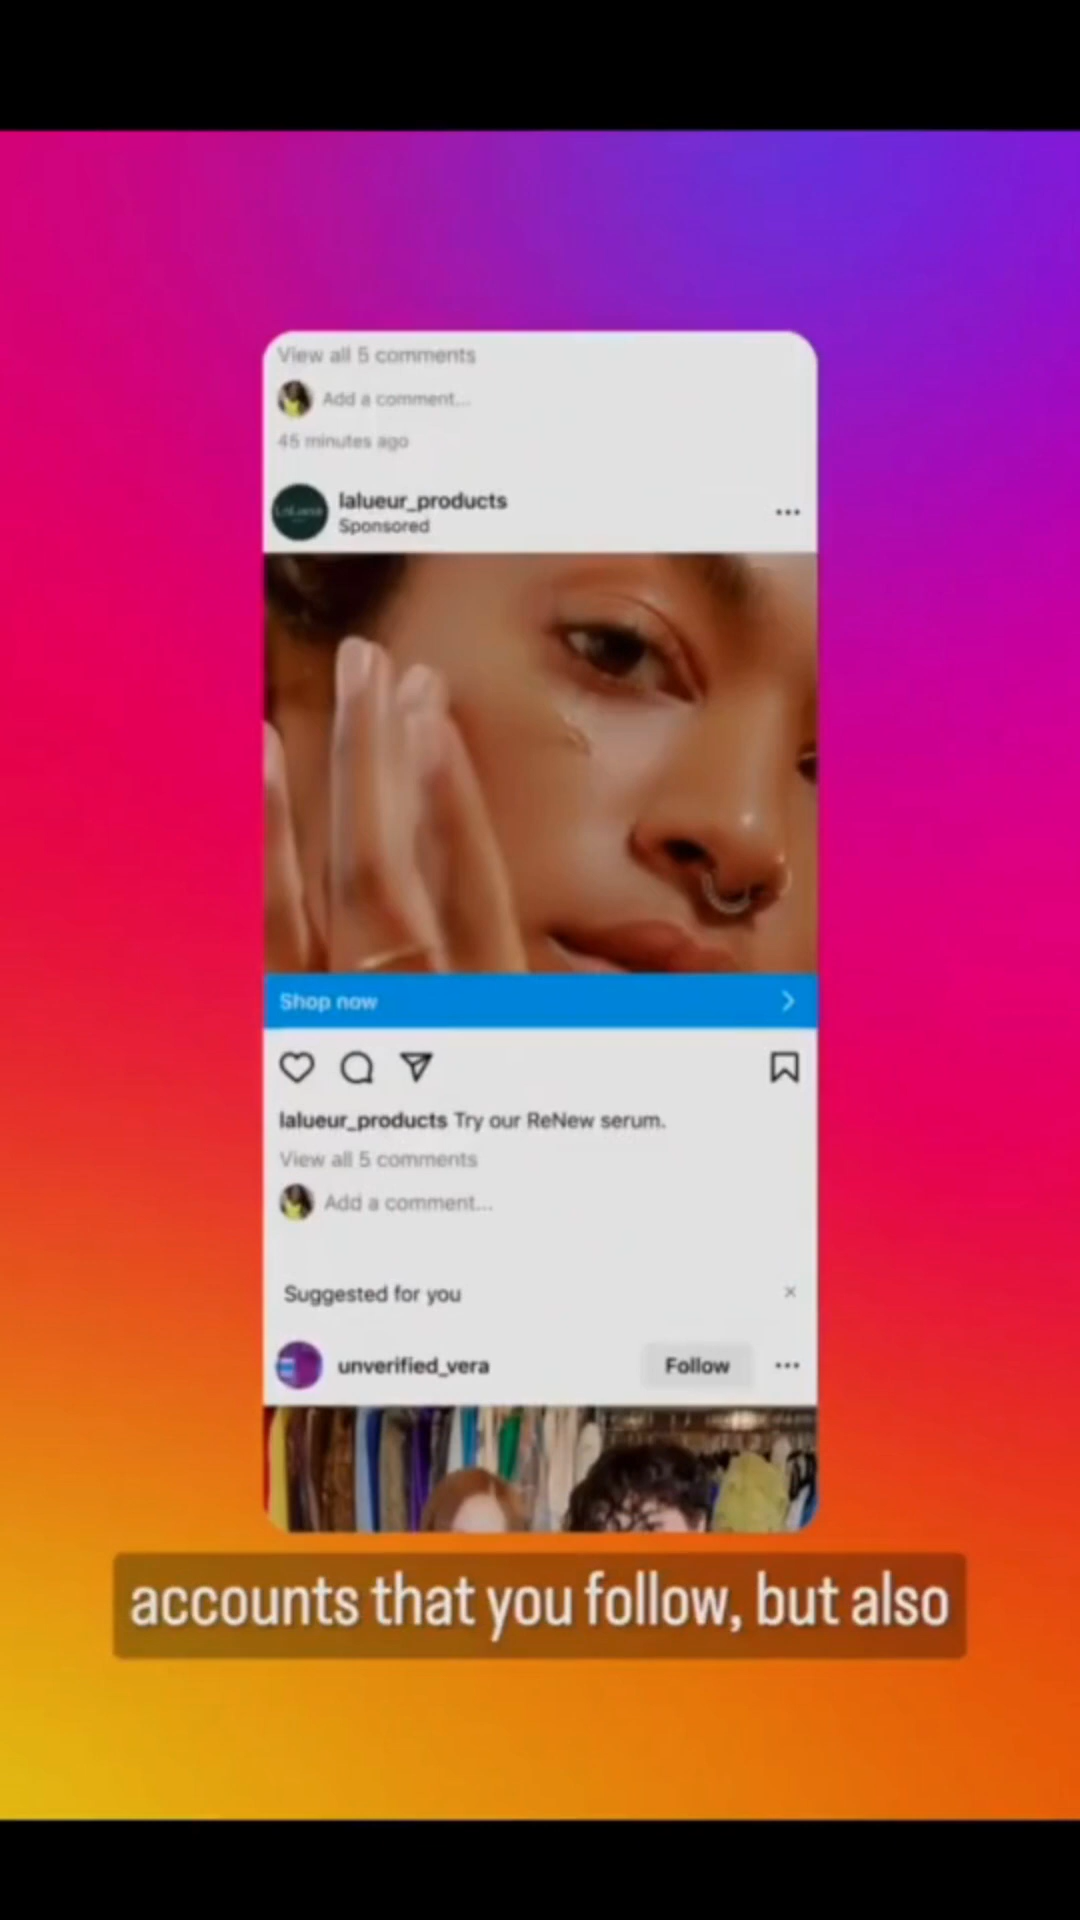 View all 5 comments
Add a comment...
45 minutes ago
lalueur_products
Sponsored
Shop now
lalueur_products Try our ReNew serum.
View all 5 comments
Add a comment...
Suggested for you
unverified_vera
Follow
accounts that you follow, but also